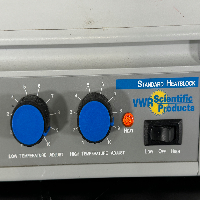 STANDARD HEATBLOCK
VWR Scientific
Products
HEAT
LOW TEMPERATURE ADJUST
HIGH TEMPERATURE ADJUST
LOW OFF HIGH